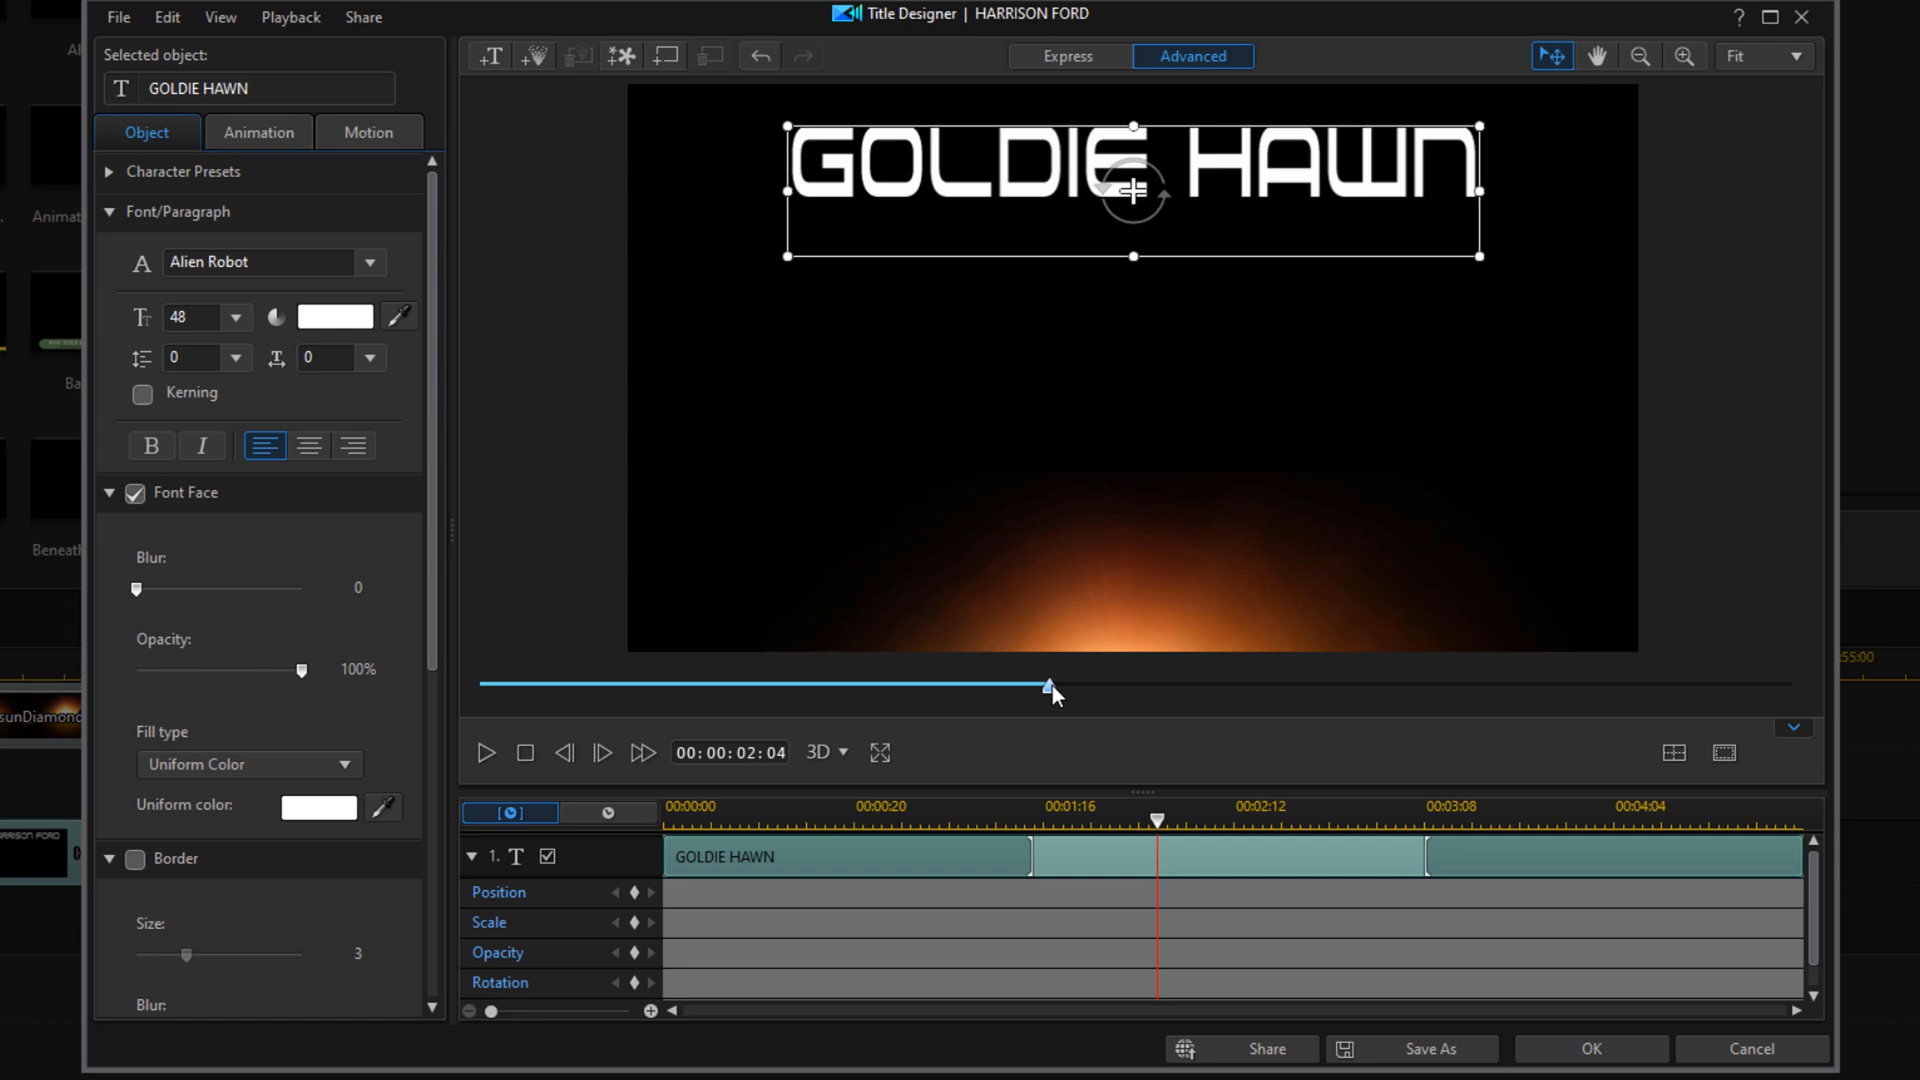 File Edit View Playback Share
Title Designer | HARRISON FORD
?
Selected object:
T GOLDIE HAWN
Express Advanced
Fit
Object Animation Motion
Character Presets
Font/Paragraph
Alien Robot
48
0 0
Kerning
B I
Font Face
Blur:
0
Opacity:
100%
Fill type
Uniform Color
Uniform color:
Border
Size:
3
Blur:
GOLDIE HAWN
00:00:02:04
3D
00:00:00 00:00:20 00:01:16 00:02:12 00:03:08 00:04:04
1. T GOLDIE HAWN
Position
Scale
Opacity
Rotation
Share Save As OK Cancel
Animat
Ba
Beneath
sunDiamond
:55:00